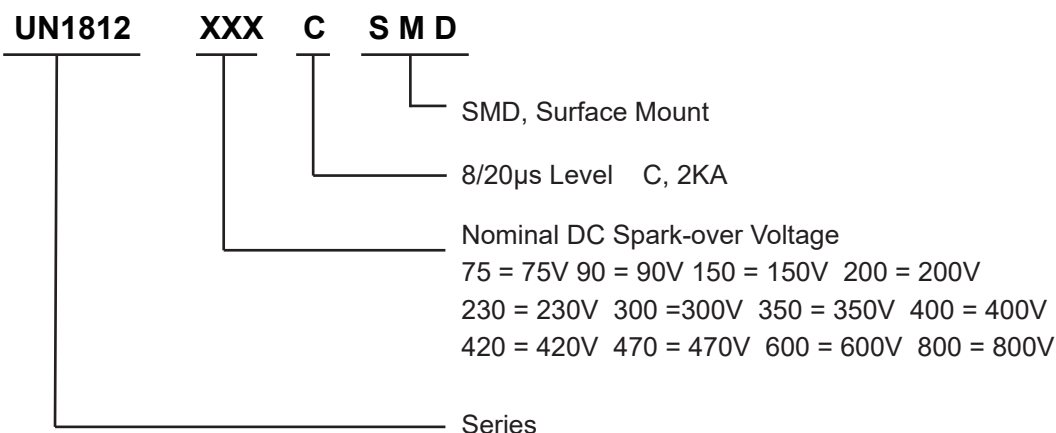 UN1812 XXX C S M D
SMD, Surface Mount
8/20µs Level C, 2KA
Nominal DC Spark-over Voltage
75 = 75V 90 = 90V 150 = 150V 200 = 200V
230 = 230V 300 =300V 350 = 350V 400 = 400V
420 = 420V 470 = 470V 600 = 600V 800 = 800V
Series